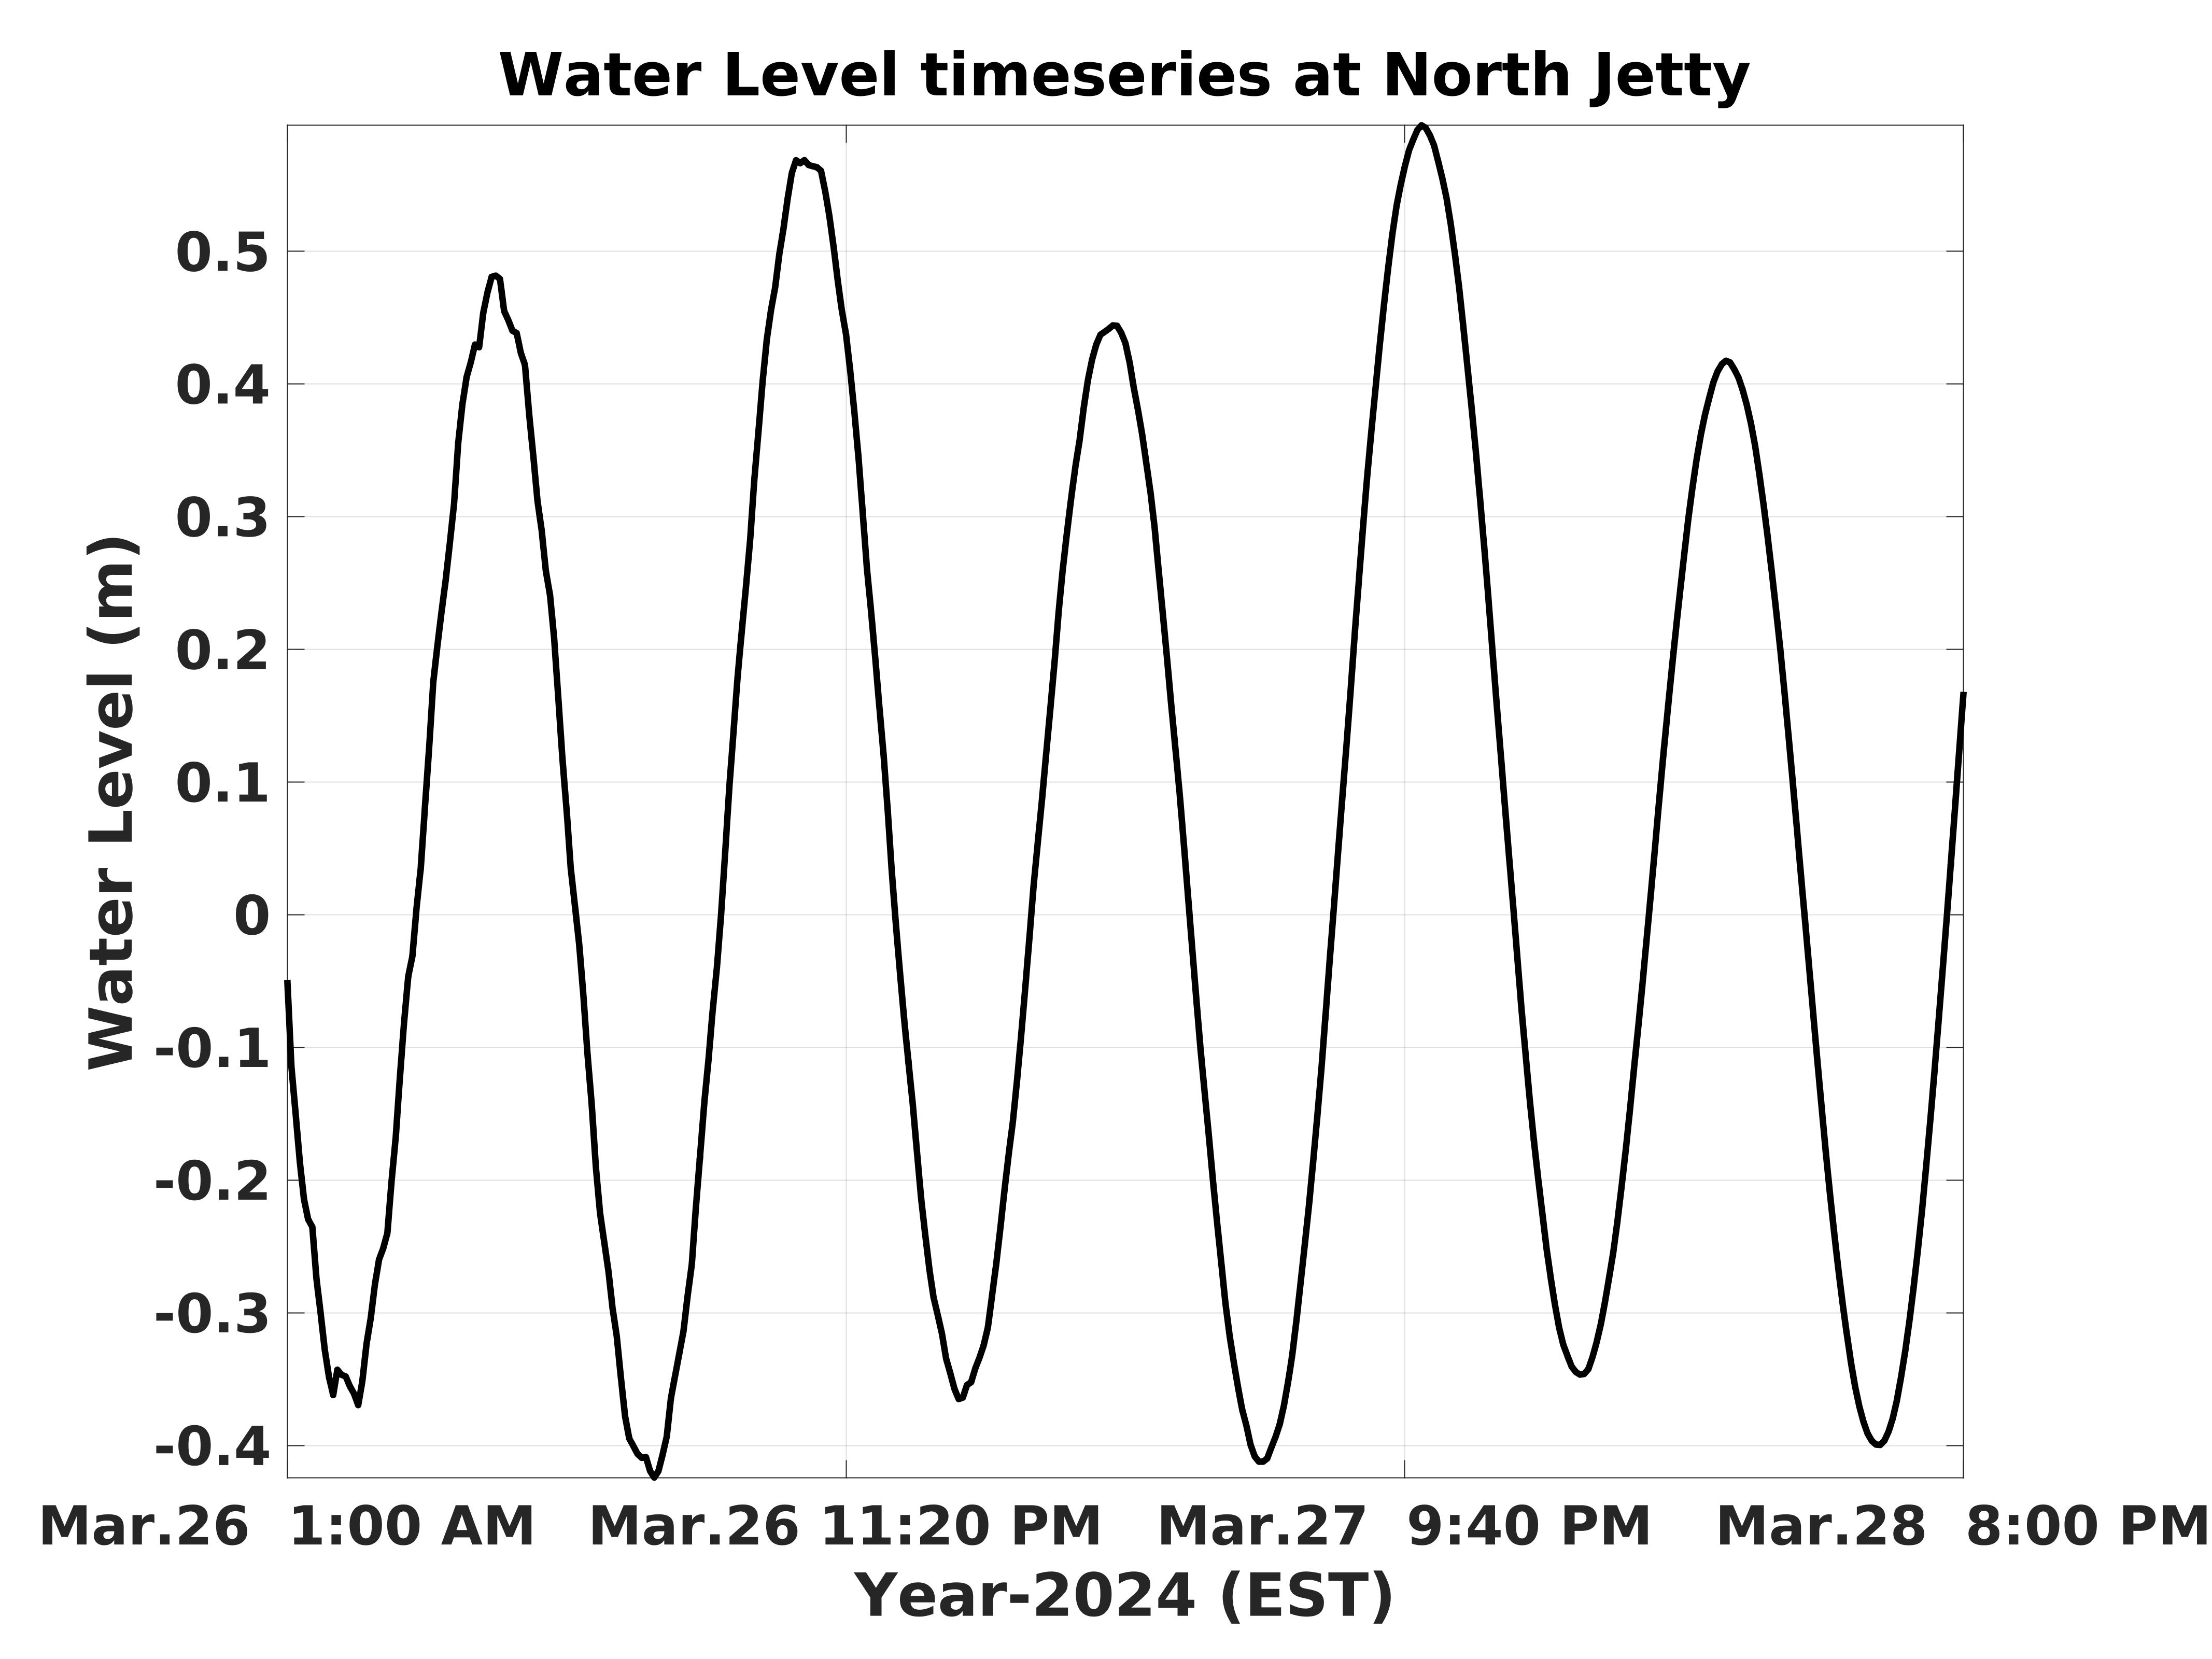 Water Level timeseries at North Jetty
Water Level (m)
0.5
0.4
0.3
0.2
0.1
0
-0.1
-0.2
-0.3
-0.4
Mar.26 1:00 AM Mar.26 11:20 PM Mar.27 9:40 PM Mar.28 8:00 PM
Year-2024 (EST)